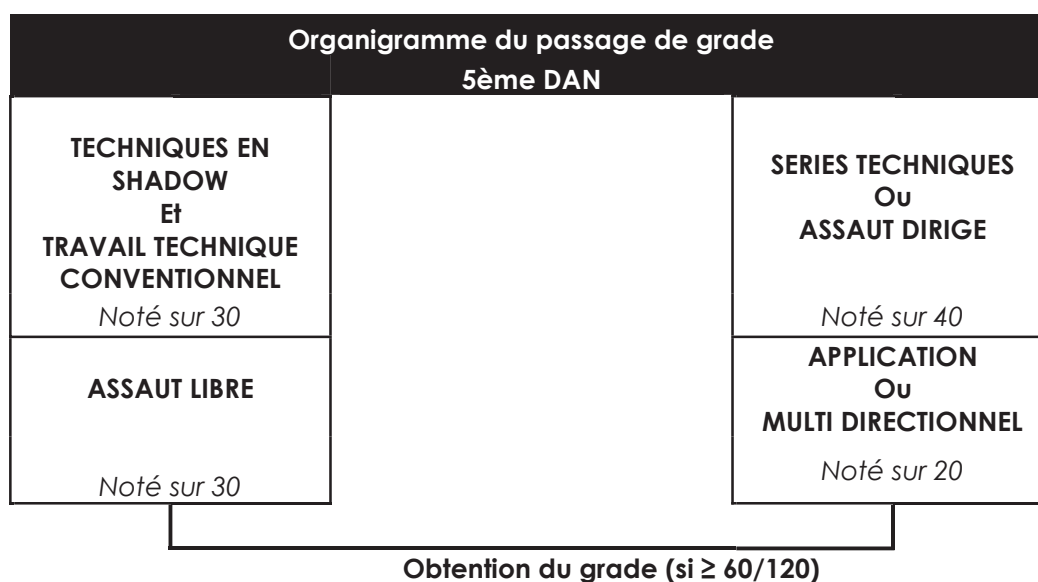 Organigramme du passage de grade
5ème DAN
TECHNIQUES EN
SHADOW
Et
TRAVAIL TECHNIQUE
CONVENTIONNEL
Noté sur 30
ASSAUT LIBRE
Noté sur 30
SERIES TECHNIQUES
Ou
ASSAUT DIRIGE
Noté sur 40
APPLICATION
Ou
MULTI DIRECTIONNEL
Noté sur 20
Obtention du grade (si ≥ 60/120)